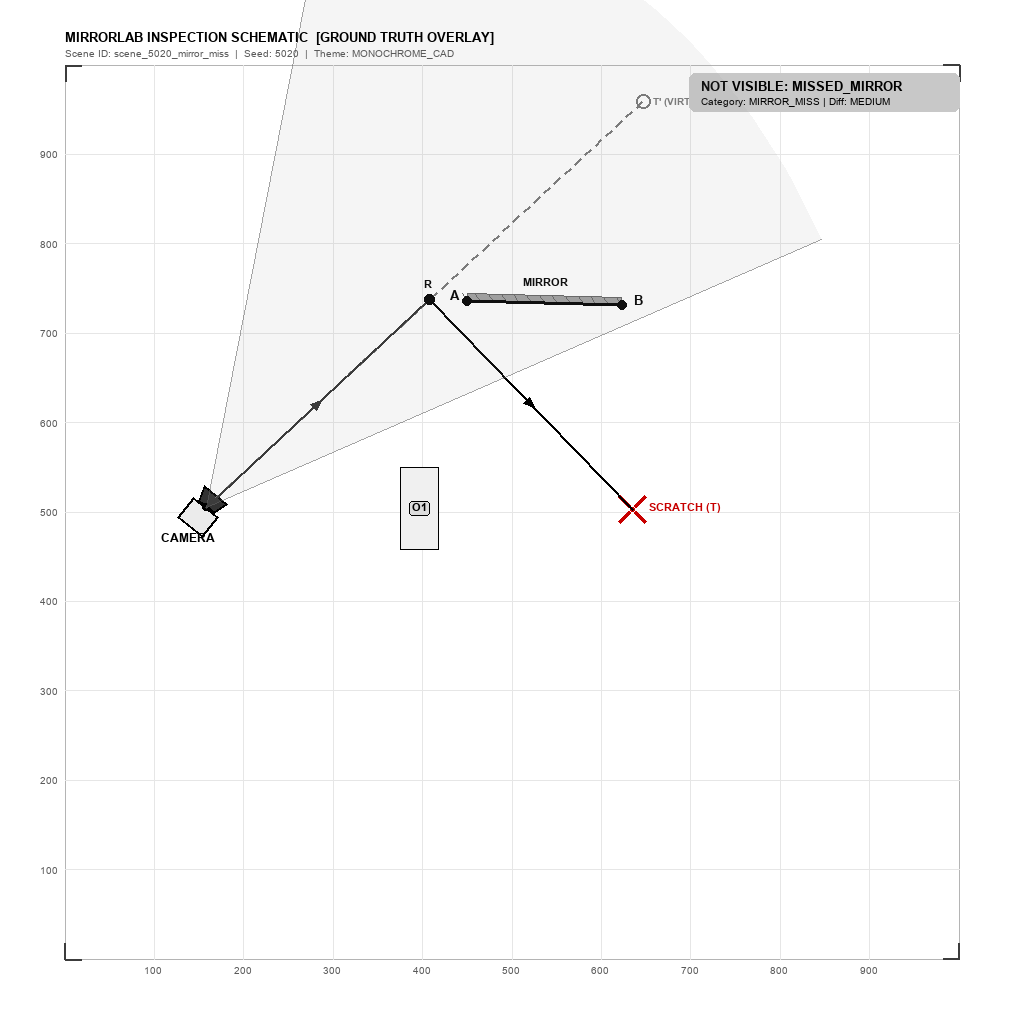 MIRRORLAB INSPECTION SCHEMATIC [GROUND TRUTH OVERLAY]
Scene ID: scene_5020_mirror_miss | Seed: 5020 | Theme: MONOCHROME_CAD
NOT VISIBLE: MISSED_MIRROR
Category: MIRROR_MISS | Diff: MEDIUM
T' (VIRT
900
800
R
A
MIRROR
B
700
600
500
O1
SCRATCH (T)
CAMERA
400
300
200
100
100 200 300 400 500 600 700 800 900